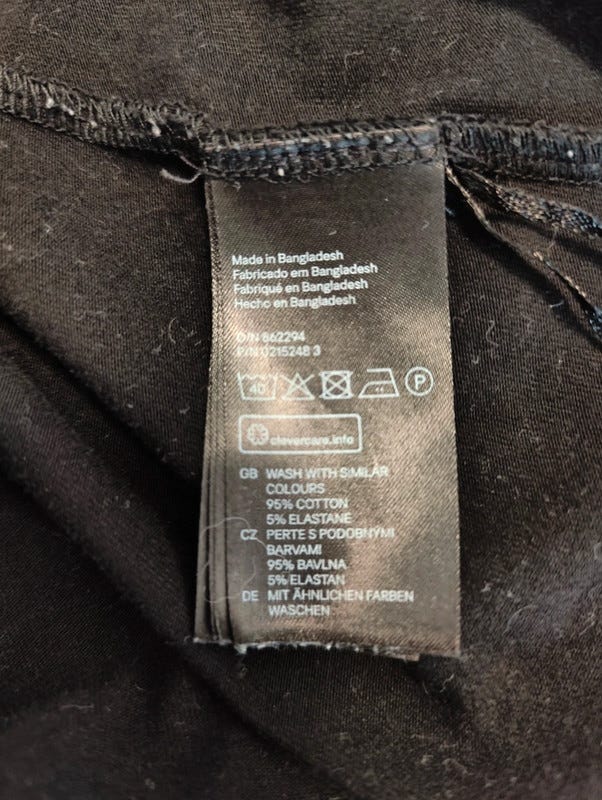 Made in Bangladesh
Fabricado em Bangladesh
Fabriqué en Bangladesh
Hecho en Bangladesh
O/N 862294
P/N 0215248 3
40 P
clevercare.info
GB WASH WITH SIMILAR
COLOURS
95% COTTON
5% ELASTANE
CZ PERTE S PODOBNÝMI
BARVAMI
95% BAVLNA
5% ELASTAN
DE MIT ÄHNLICHEN FARBEN
WASCHEN